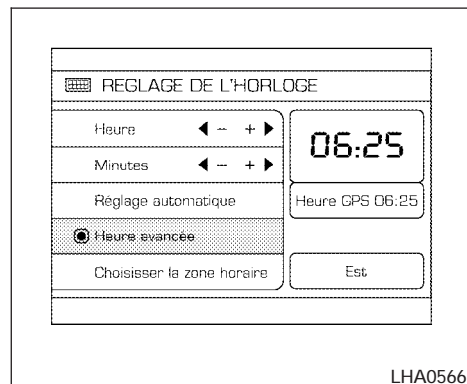 REGLAGE DE L'HORLOGE
Heure ◀ − + ▶
Minutes ◀ − + ▶
Réglage automatique
Heure avancée
Choisisser la zone horaire
06:25
Heure GPS 06:25
Est
LHA0566